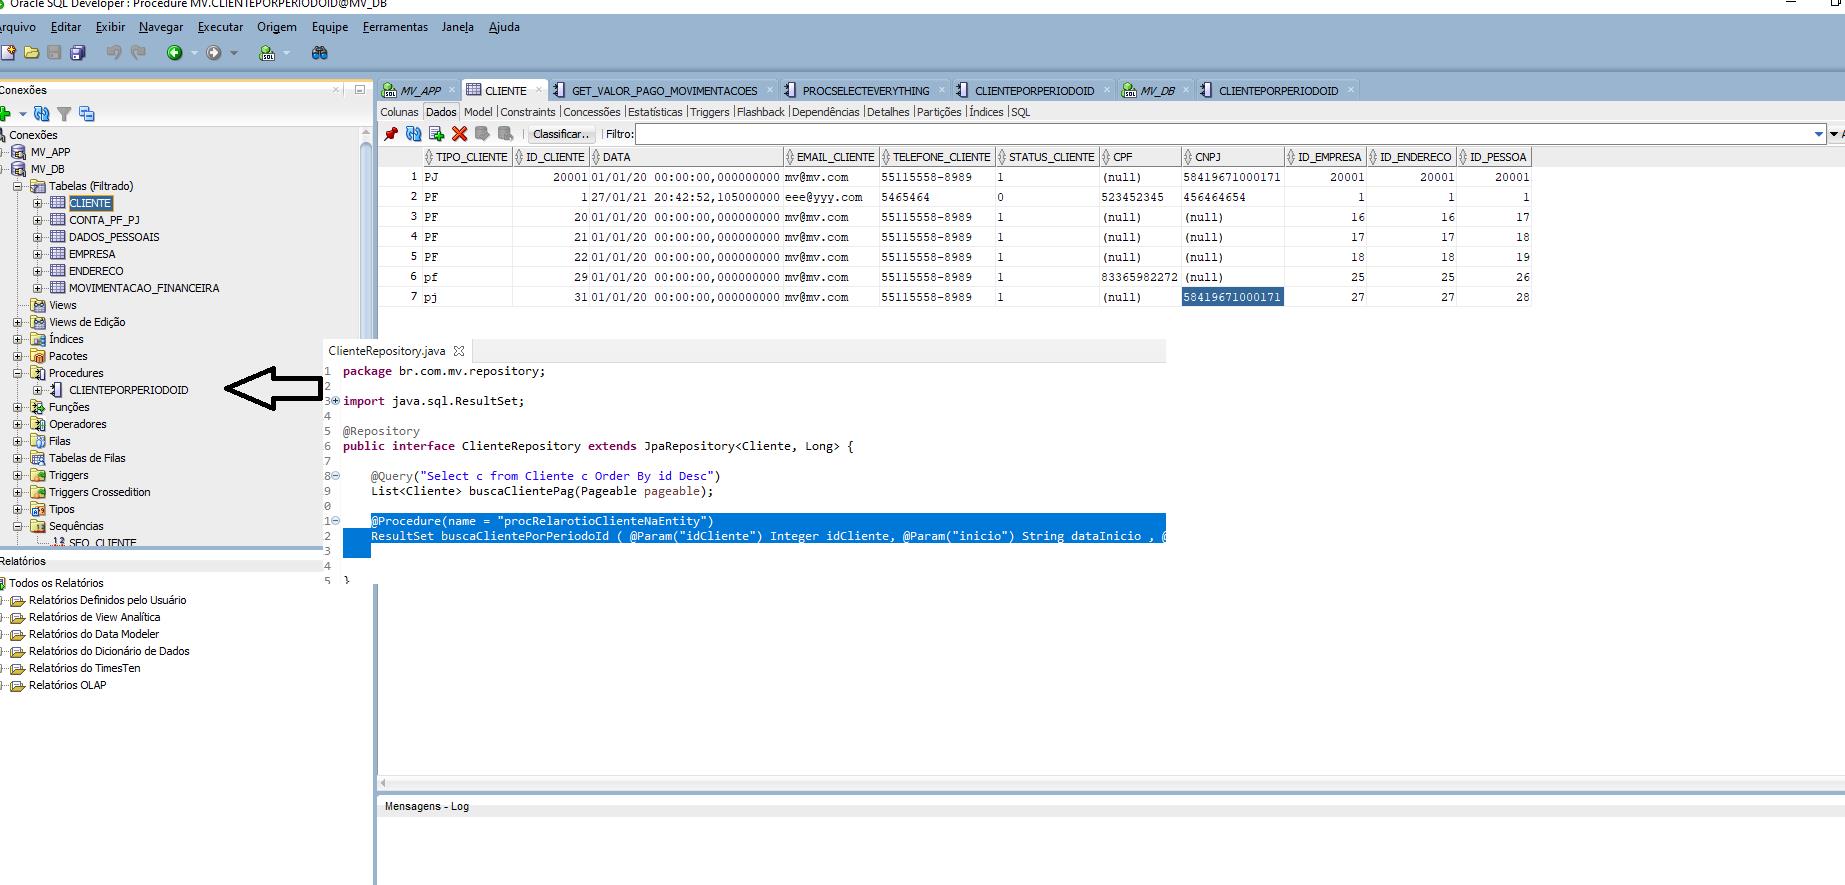 Oracle SQL Developer : Procedure MV.CLIENTEPORPERIODOID@MV_DB
rquivo Editar Exibir Navegar Executar Origem Equipe Ferramentas Janela Ajuda
Conexões
Conexões
MV_APP
MV_DB
Tabelas (Filtrado)
CLIENTE
CONTA_PF_PJ
DADOS_PESSOAIS
EMPRESA
ENDERECO
MOVIMENTACAO_FINANCEIRA
Views
Views de Edição
Índices
Pacotes
Procedures
CLIENTEPORPERIODOID
Funções
Operadores
Filas
Tabelas de Filas
Triggers
Triggers Crossedition
Tipos
Sequências
SEQ_CLIENTE
Relatórios
Todos os Relatórios
Relatórios Definidos pelo Usuário
Relatórios de View Analítica
Relatórios do Data Modeler
Relatórios do Dicionário de Dados
Relatórios do TimesTen
Relatórios OLAP
MV_APP CLIENTE GET_VALOR_PAGO_MOVIMENTACOES PROCSELECTEVERYTHING CLIENTEPORPERIODOID MV_DB CLIENTEPORPERIODOID
Colunas Dados Model Constraints Concessões Estatísticas Triggers Flashback Dependências Detalhes Partições Índices SQL
Classificar.. Filtro:
TIPO_CLIENTE ID_CLIENTE DATA EMAIL_CLIENTE TELEFONE_CLIENTE STATUS_CLIENTE CPF CNPJ ID_EMPRESA ID_ENDERECO ID_PESSOA
1 PJ 20001 01/01/20 00:00:00,000000000 mv@mv.com 55115558-8989 1 (null) 58419671000171 20001 20001 20001
2 PF 1 27/01/21 20:42:52,105000000 eee@yyy.com 5465464 0 523452345 456464654 1 1 1
3 PF 20 01/01/20 00:00:00,000000000 mv@mv.com 55115558-8989 1 (null) (null) 16 16 17
4 PF 21 01/01/20 00:00:00,000000000 mv@mv.com 55115558-8989 1 (null) (null) 17 17 18
5 PF 22 01/01/20 00:00:00,000000000 mv@mv.com 55115558-8989 1 (null) (null) 18 18 19
6 pf 29 01/01/20 00:00:00,000000000 mv@mv.com 55115558-8989 1 83365982272 (null) 25 25 26
7 pj 31 01/01/20 00:00:00,000000000 mv@mv.com 55115558-8989 1 (null) 58419671000171 27 27 28
ClienteRepository.java
1 package br.com.mv.repository;
2
3 import java.sql.ResultSet;
4
5 @Repository
6 public interface ClienteRepository extends JpaRepository<Cliente, Long> {
7
8 @Query("Select c from Cliente c Order By id Desc")
9 List<Cliente> buscaClientePag(Pageable pageable);
0
1 @Procedure(name = "procRelarotioClienteNaEntity")
2 ResultSet buscaClientePorPeriodoId ( @Param("idCliente") Integer idCliente, @Param("inicio") String dataInicio , @
3
4
5 }
Mensagens - Log